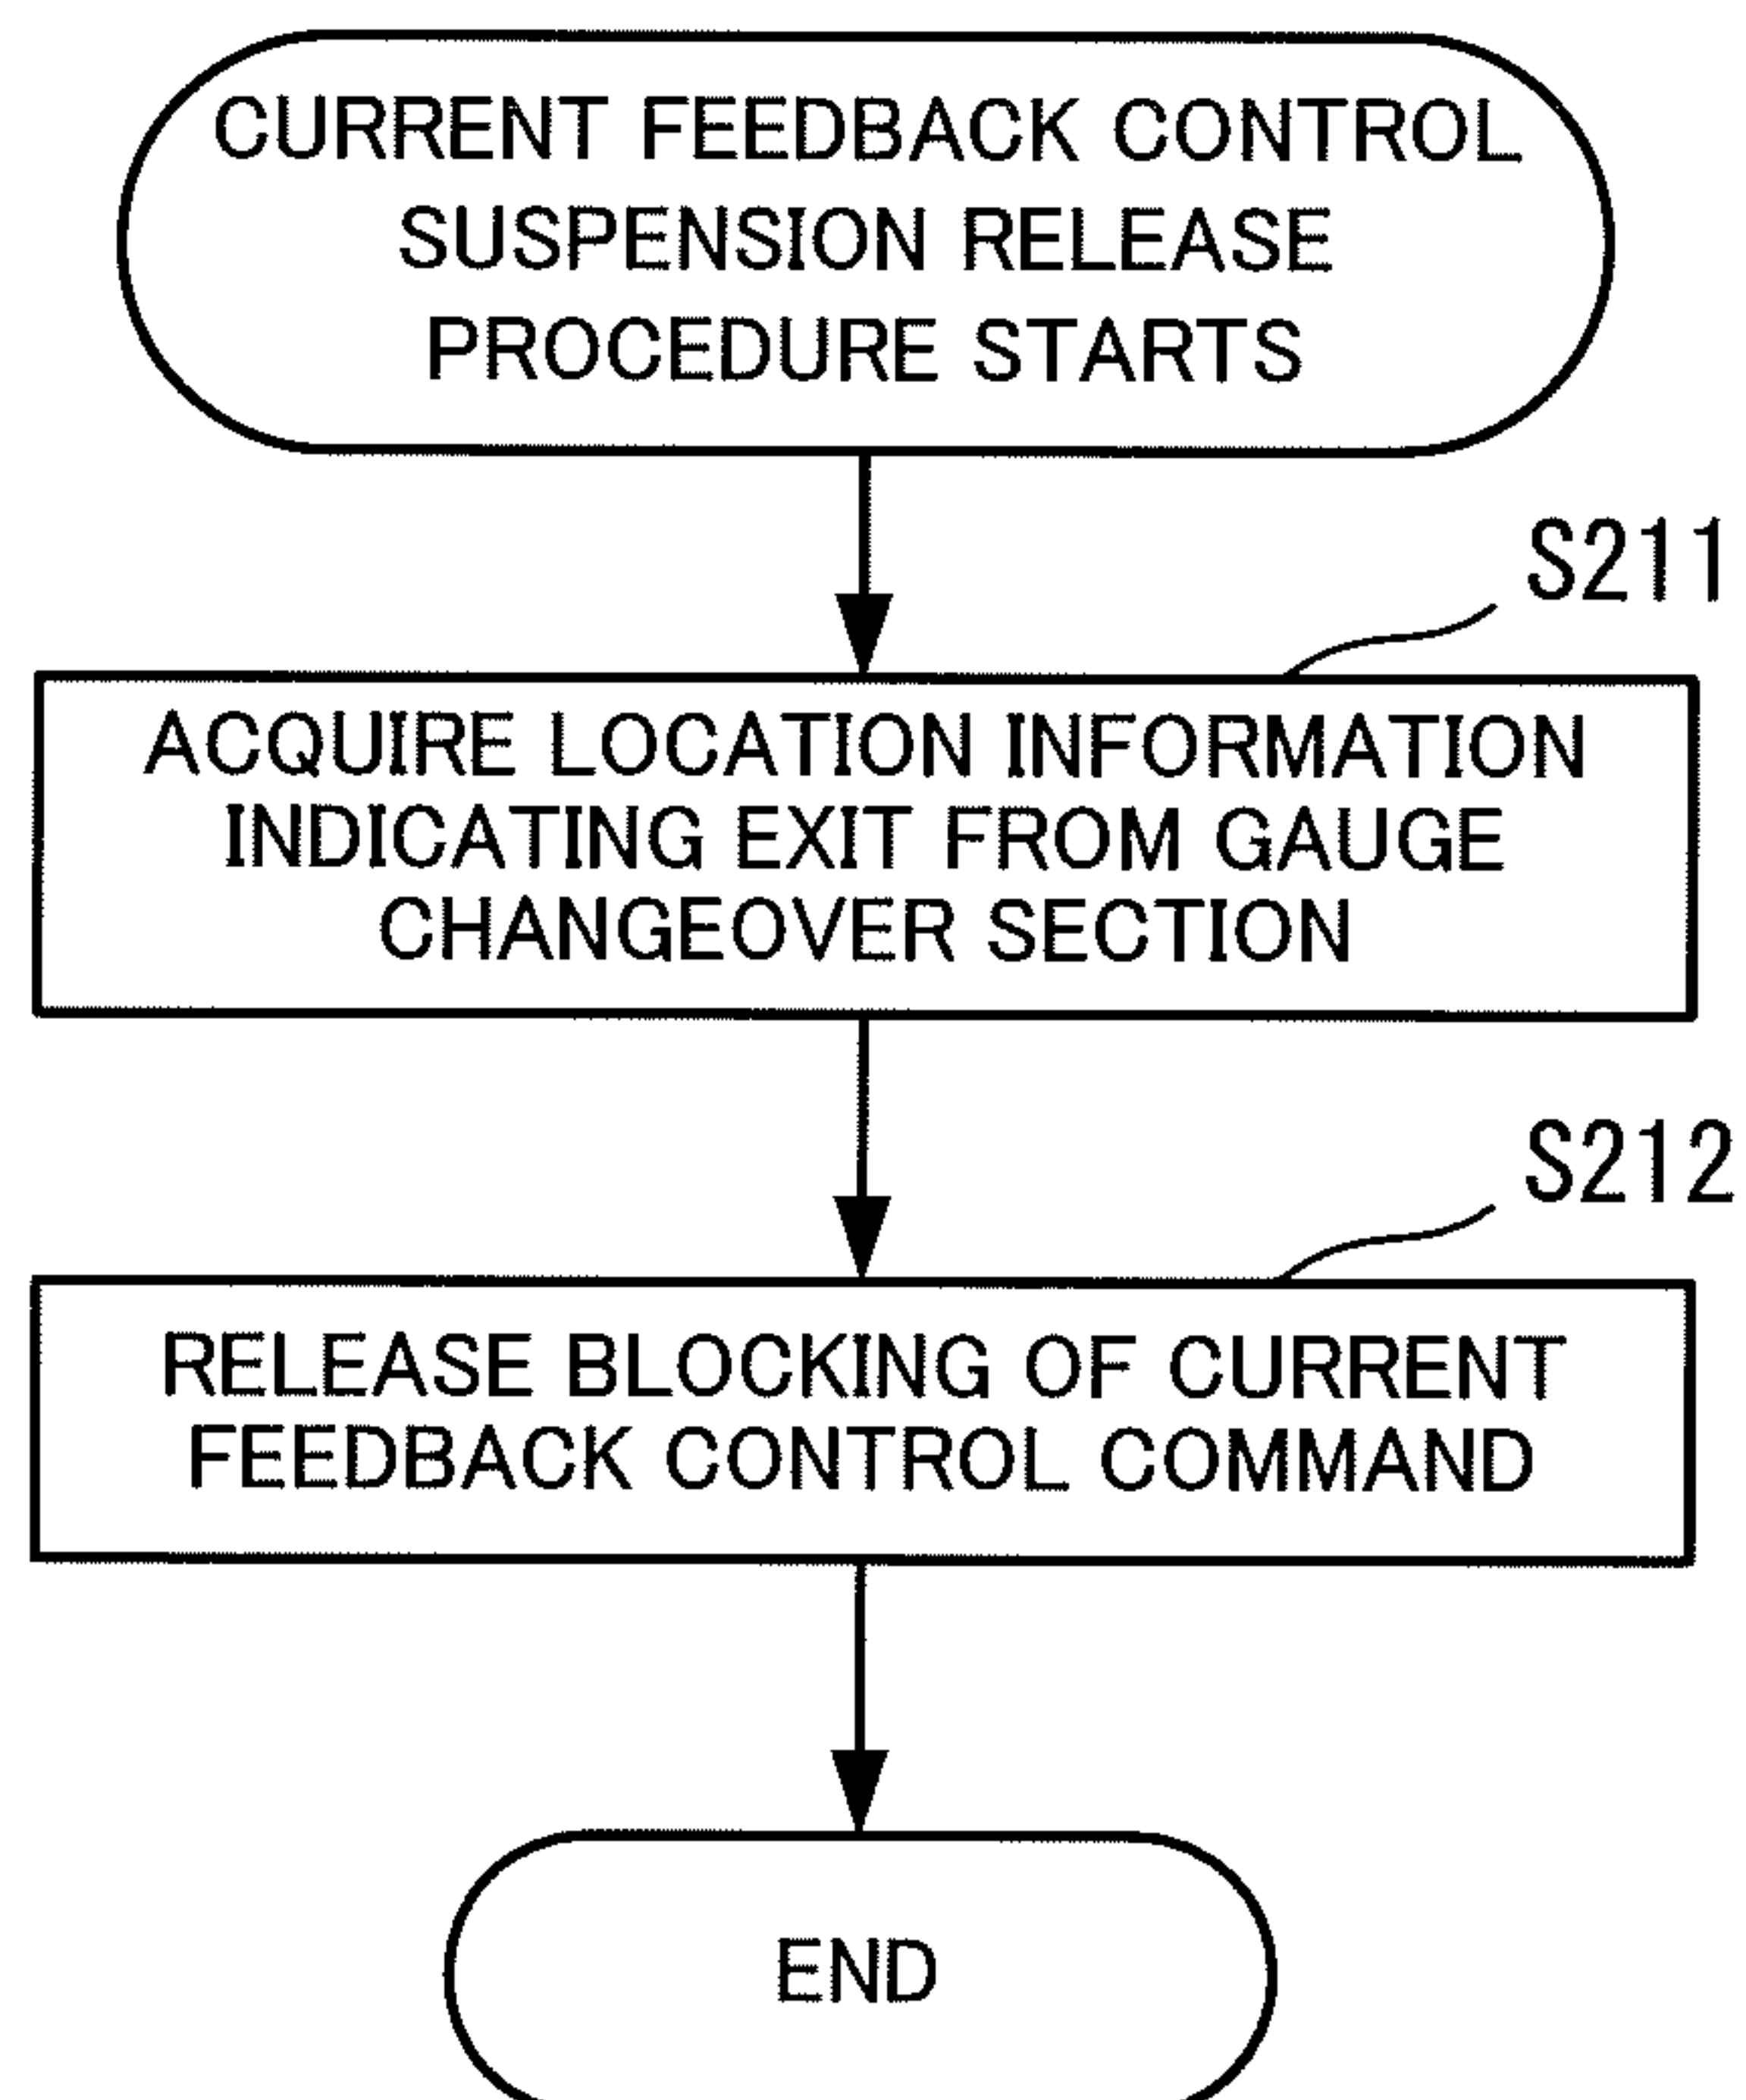 CURRENT FEEDBACK CONTROL
SUSPENSION RELEASE
PROCEDURE STARTS
S211
ACQUIRE LOCATION INFORMATION
INDICATING EXIT FROM GAUGE
CHANGEOVER SECTION
S212
RELEASE BLOCKING OF CURRENT
FEEDBACK CONTROL COMMAND
END